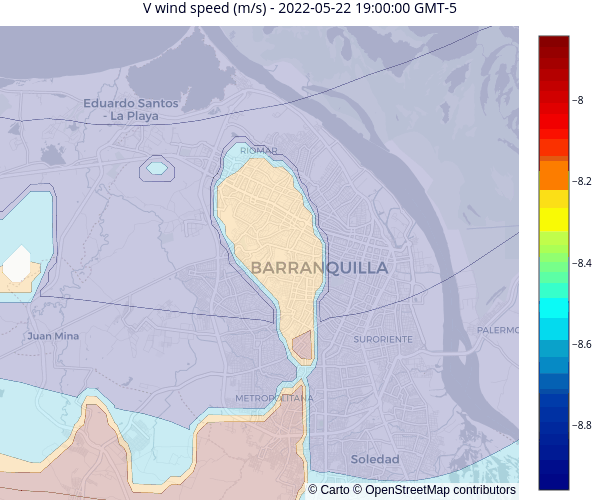 V wind speed (m/s) - 2022-05-22 19:00:00 GMT-5
Eduardo Santos
- La Playa
RIOMAR
BARRANQUILLA
Juan Mina
SURORIENTE
PALERMO
METROPOLITANA
Soledad
© Carto © OpenStreetMap contributors
−8
−8.2
−8.4
−8.6
−8.8